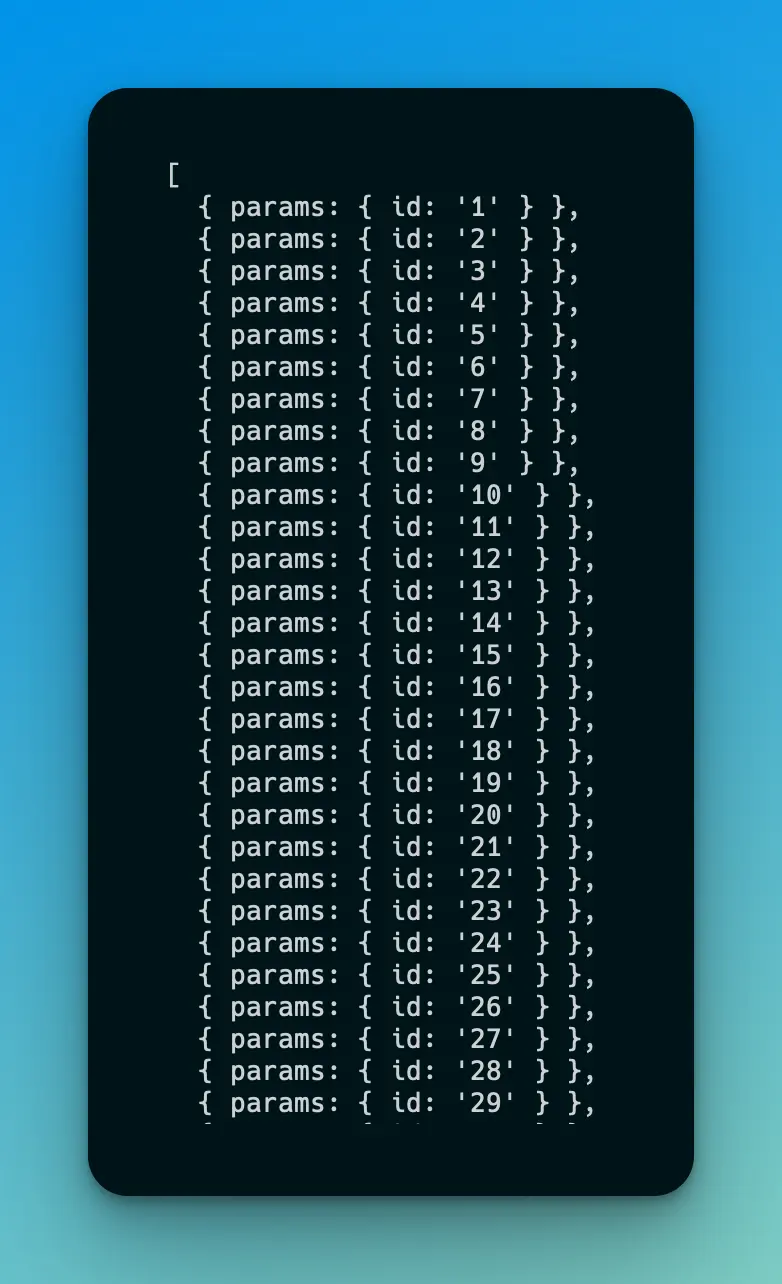 [
  { params: { id: '1' } },
  { params: { id: '2' } },
  { params: { id: '3' } },
  { params: { id: '4' } },
  { params: { id: '5' } },
  { params: { id: '6' } },
  { params: { id: '7' } },
  { params: { id: '8' } },
  { params: { id: '9' } },
  { params: { id: '10' } },
  { params: { id: '11' } },
  { params: { id: '12' } },
  { params: { id: '13' } },
  { params: { id: '14' } },
  { params: { id: '15' } },
  { params: { id: '16' } },
  { params: { id: '17' } },
  { params: { id: '18' } },
  { params: { id: '19' } },
  { params: { id: '20' } },
  { params: { id: '21' } },
  { params: { id: '22' } },
  { params: { id: '23' } },
  { params: { id: '24' } },
  { params: { id: '25' } },
  { params: { id: '26' } },
  { params: { id: '27' } },
  { params: { id: '28' } },
  { params: { id: '29' } },